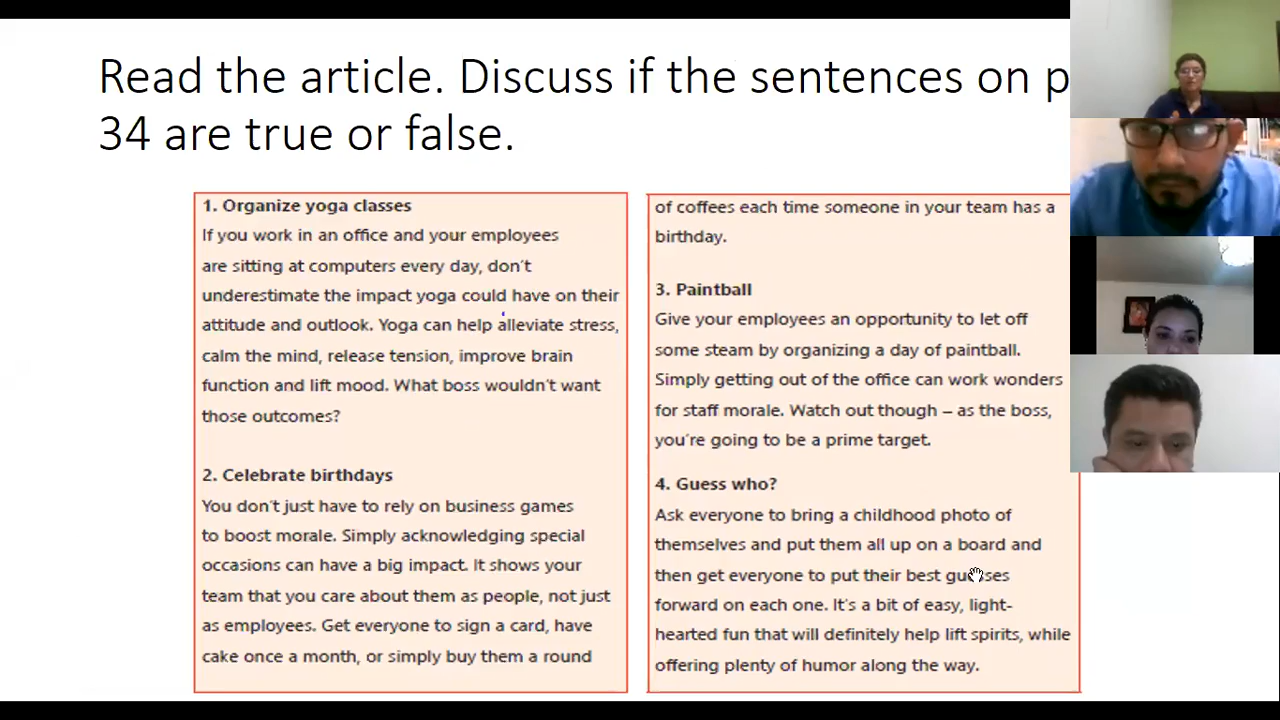 Read the article. Discuss if the sentences on p
34 are true or false.
1. Organize yoga classes
If you work in an office and your employees
are sitting at computers every day, don't
underestimate the impact yoga could have on their
attitude and outlook. Yoga can help alleviate stress,
calm the mind, release tension, improve brain
function and lift mood. What boss wouldn't want
those outcomes?
2. Celebrate birthdays
You don't just have to rely on business games
to boost morale. Simply acknowledging special
occasions can have a big impact. It shows your
team that you care about them as people, not just
as employees. Get everyone to sign a card, have
cake once a month, or simply buy them a round
of coffees each time someone in your team has a
birthday.
3. Paintball
Give your employees an opportunity to let off
some steam by organizing a day of paintball.
Simply getting out of the office can work wonders
for staff morale. Watch out though – as the boss,
you're going to be a prime target.
4. Guess who?
Ask everyone to bring a childhood photo of
themselves and put them all up on a board and
then get everyone to put their best guesses
forward on each one. It's a bit of easy, light-
hearted fun that will definitely help lift spirits, while
offering plenty of humor along the way.